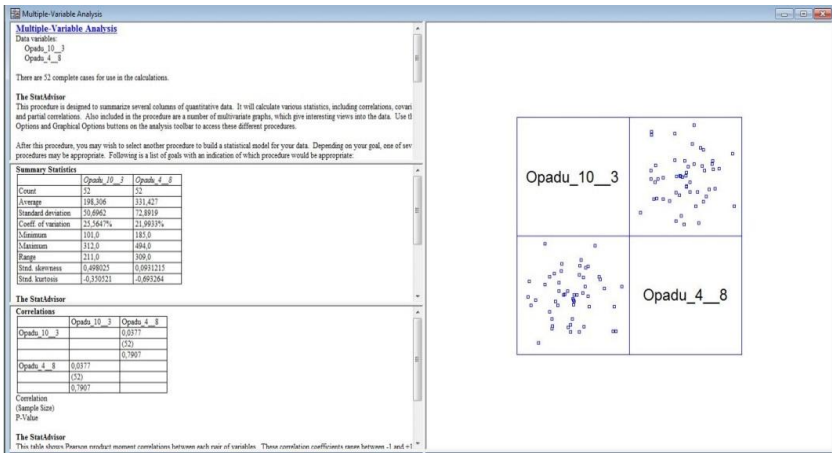 Multiple-Variable Analysis
Multiple-Variable Analysis
Data variables:
Opadu_10__3
Opadu_4__8
There are 52 complete cases for use in the calculations.
The StatAdvisor
This procedure is designed to summarize several columns of quantitative data. It will calculate various statistics, including correlations, covari
and partial correlations. Also included in the procedure are a number of multivariate graphs, which give interesting views into the data. Use th
Options and Graphical Options buttons on the analysis toolbar to access these different procedures.
After this procedure, you may wish to select another procedure to build a statistical model for your data. Depending on your goal, one of sev
procedures may be appropriate. Following is a list of goals with an indication of which procedure would be appropriate:
Summary Statistics
Opadu_10__3 Opadu_4__8
Count 52 52
Average 198,306 331,427
Standard deviation 50,6962 72,8919
Coeff. of variation 25,5647% 21,9933%
Minimum 101,0 185,0
Maximum 312,0 494,0
Range 211,0 309,0
Stnd. skewness 0,498025 0,0931215
Stnd. kurtosis -0,350521 -0,693264
The StatAdvisor
Correlations
Opadu_10__3 Opadu_4__8
Opadu_10__3 0,0377
(52)
0,7907
Opadu_4__8 0,0377
(52)
0,7907
Correlation
(Sample Size)
P-Value
The StatAdvisor
This table shows Pearson product moment correlations between each pair of variables. These correlation coefficients range between -1 and +1
Opadu_10__3
Opadu_4__8